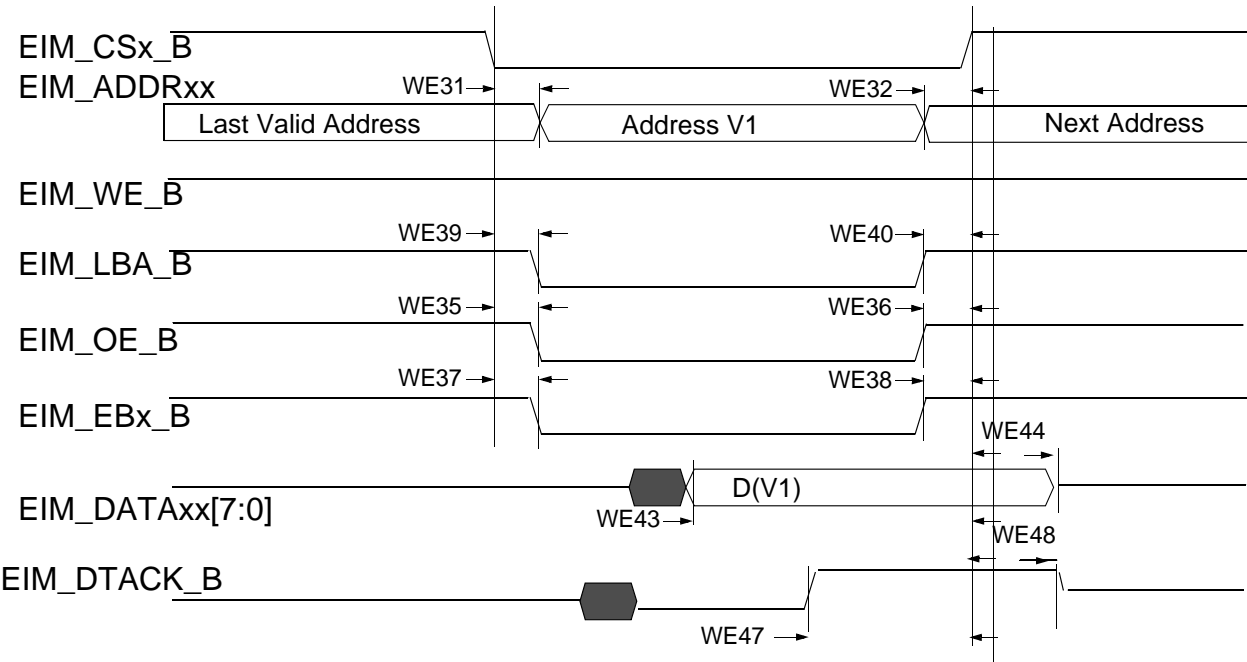 EIM_CSx_B
EIM_ADDRxx
WE31
WE32
Last Valid Address
Address V1
Next Address
EIM_WE_B
WE39
WE40
EIM_LBA_B
WE35
WE36
EIM_OE_B
WE37
WE38
EIM_EBx_B
WE44
D(V1)
EIM_DATAxx[7:0]
WE43
WE48
EIM_DTACK_B
WE47